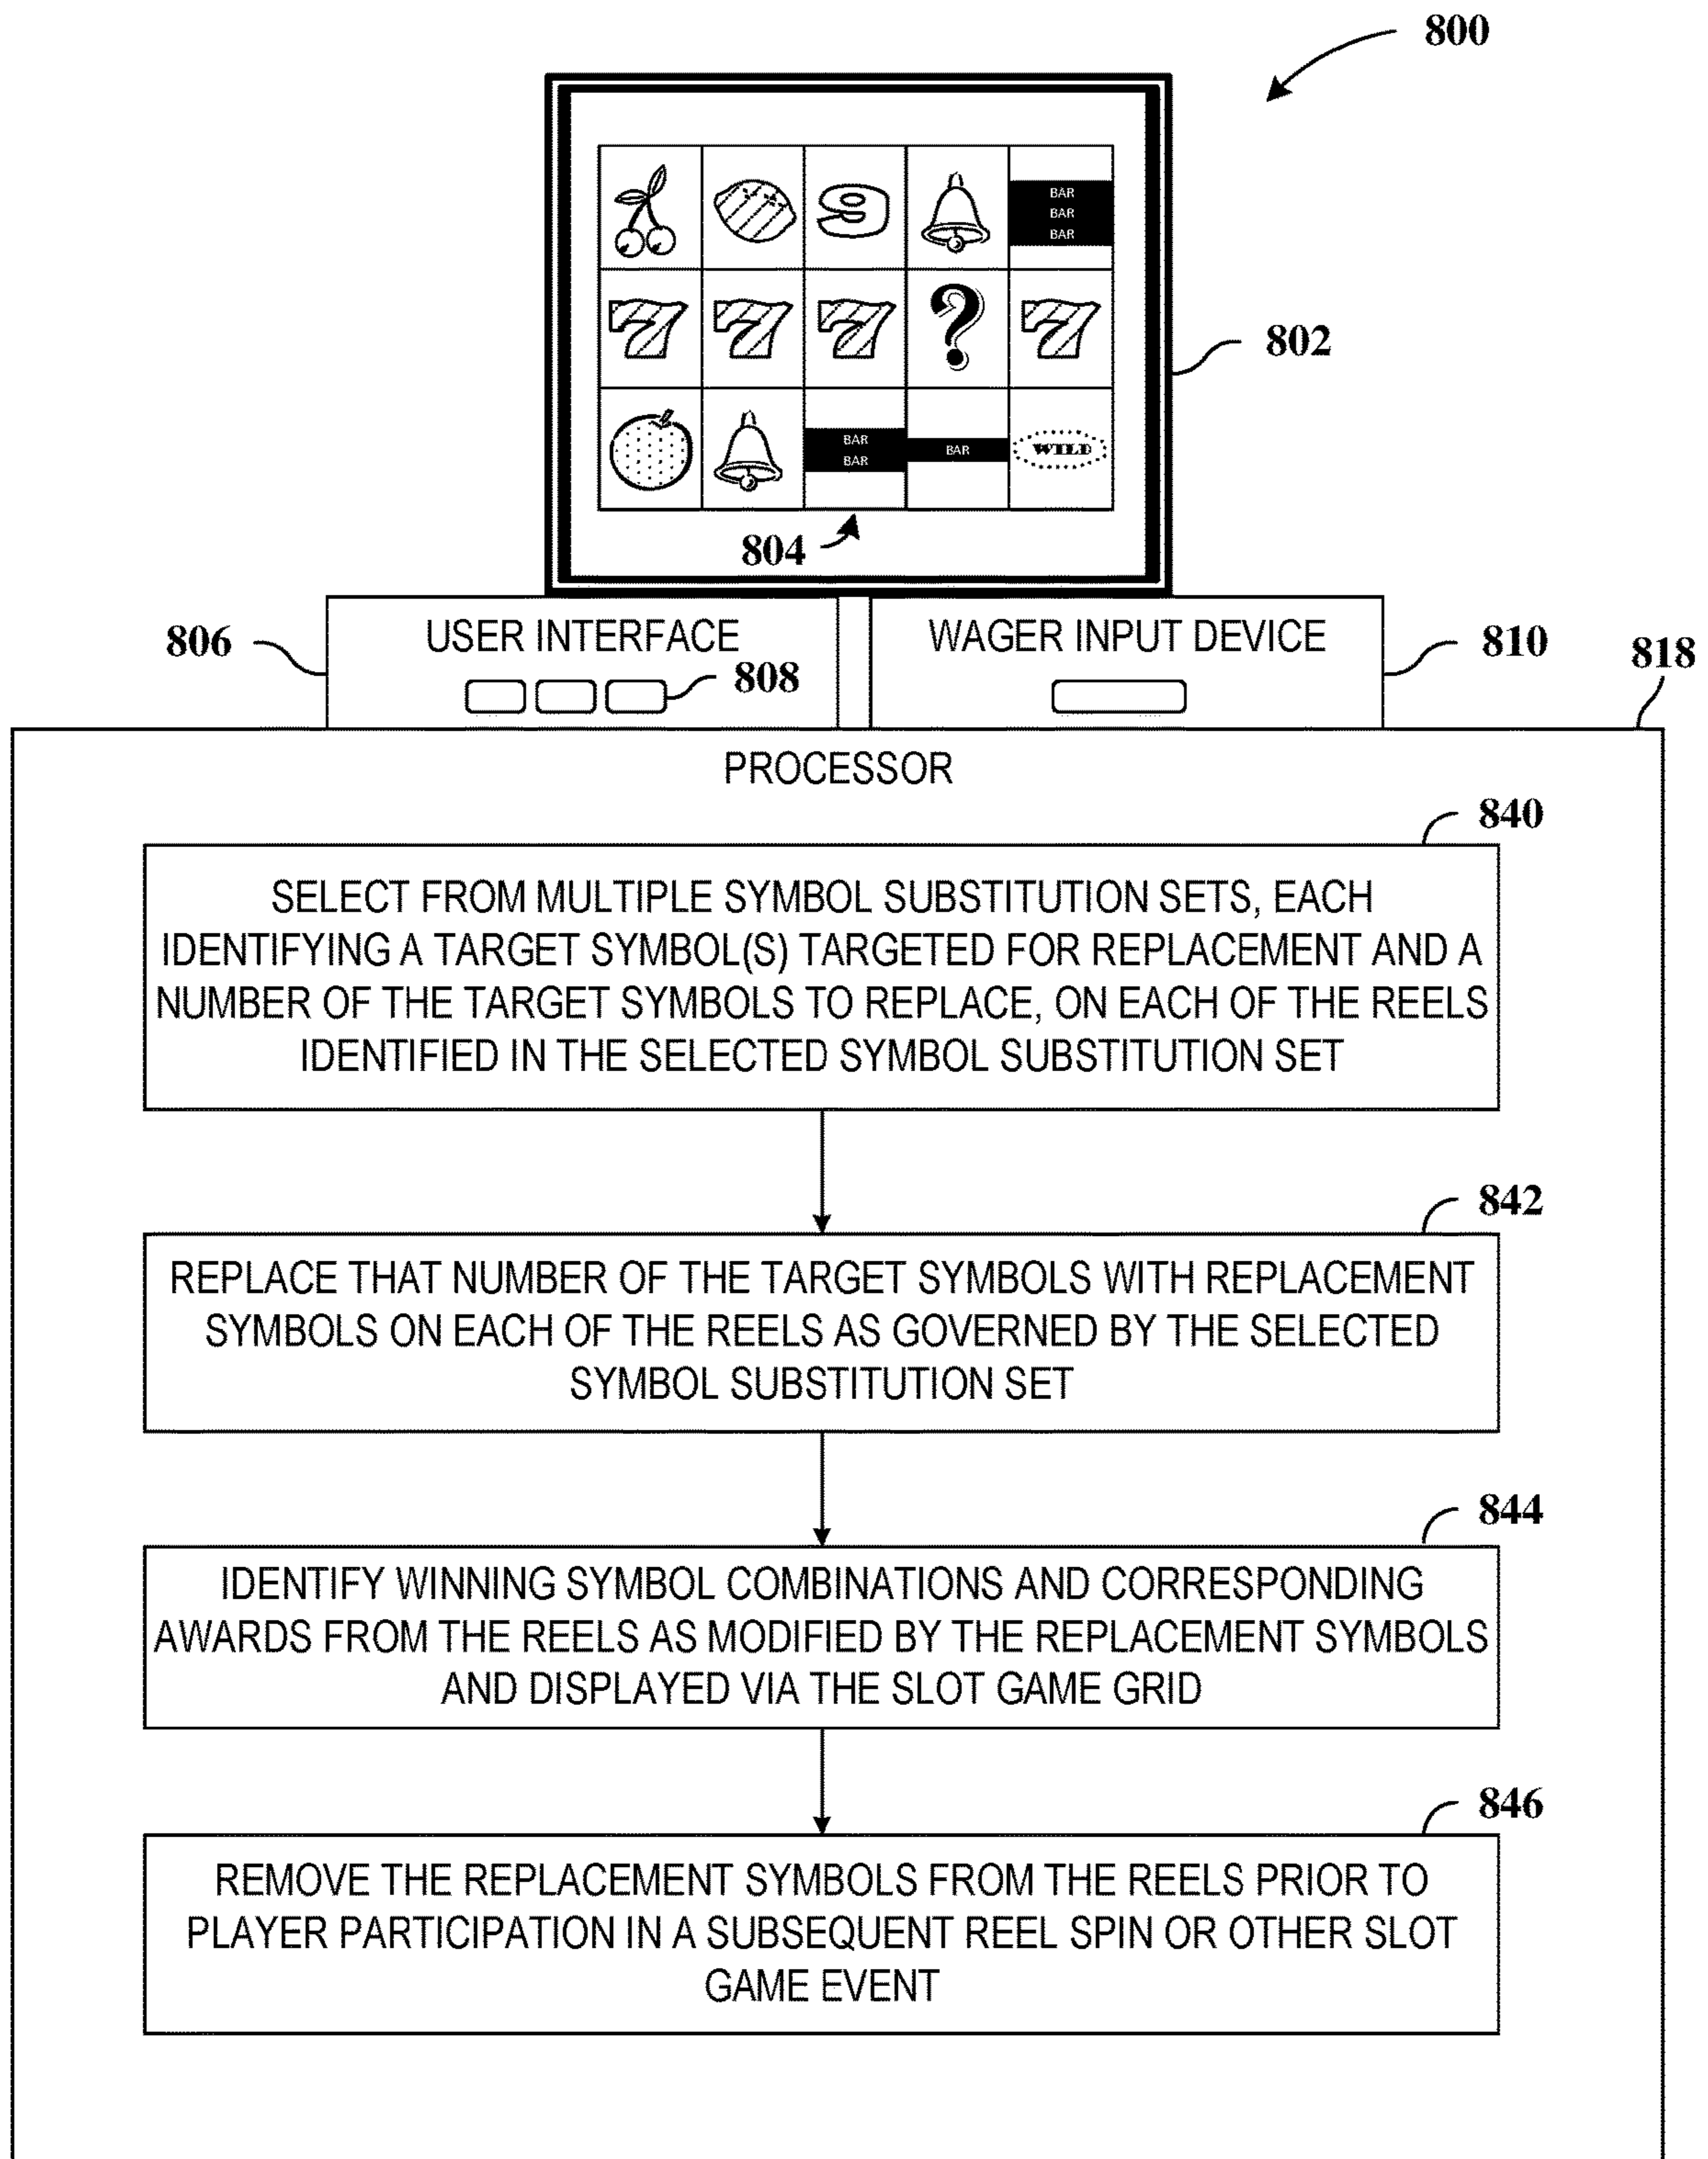 800
BAR
BAR
BAR
9
7 7 7 ? 7
802
BAR
BAR
BAR
WILD
804
806
USER INTERFACE
WAGER INPUT DEVICE
810
808
818
PROCESSOR
840
SELECT FROM MULTIPLE SYMBOL SUBSTITUTION SETS, EACH
IDENTIFYING A TARGET SYMBOL(S) TARGETED FOR REPLACEMENT AND A
NUMBER OF THE TARGET SYMBOLS TO REPLACE, ON EACH OF THE REELS
IDENTIFIED IN THE SELECTED SYMBOL SUBSTITUTION SET
842
REPLACE THAT NUMBER OF THE TARGET SYMBOLS WITH REPLACEMENT
SYMBOLS ON EACH OF THE REELS AS GOVERNED BY THE SELECTED
SYMBOL SUBSTITUTION SET
844
IDENTIFY WINNING SYMBOL COMBINATIONS AND CORRESPONDING
AWARDS FROM THE REELS AS MODIFIED BY THE REPLACEMENT SYMBOLS
AND DISPLAYED VIA THE SLOT GAME GRID
846
REMOVE THE REPLACEMENT SYMBOLS FROM THE REELS PRIOR TO
PLAYER PARTICIPATION IN A SUBSEQUENT REEL SPIN OR OTHER SLOT
GAME EVENT